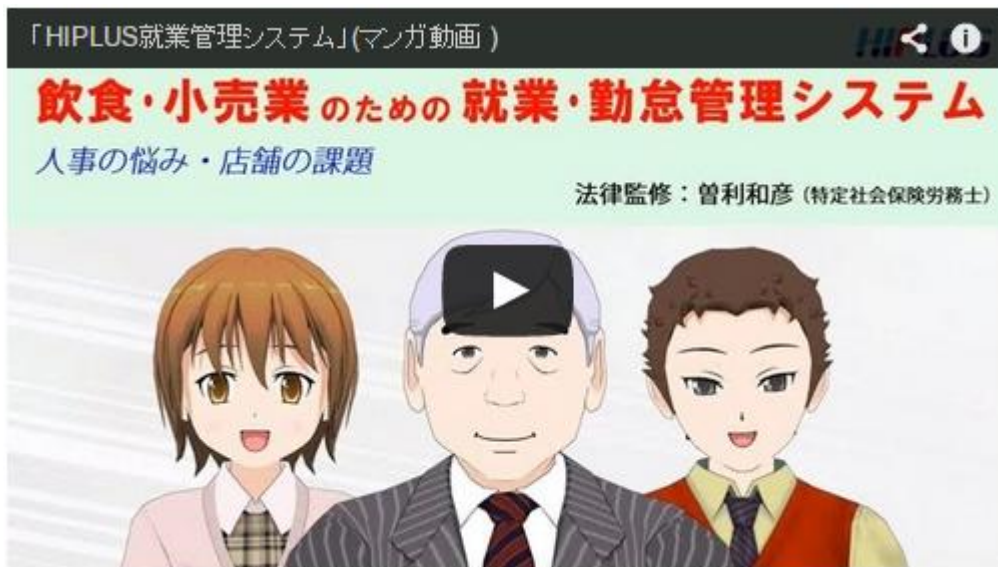 「HIPLUS就業管理システム」(マンガ動画 )
飲食・小売業のための就業・勤怠管理システム
人事の悩み・店舗の課題
法律監修：曽利和彦（特定社会保険労務士）